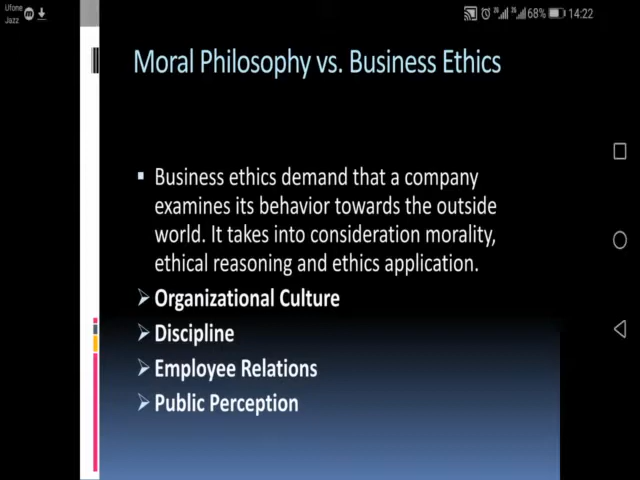 Ufone
Jazz
68%
14:22
Moral Philosophy vs. Business Ethics
Business ethics demand that a company
examines its behavior towards the outside
world. It takes into consideration morality,
ethical reasoning and ethics application.
Organizational Culture
Discipline
Employee Relations
Public Perception